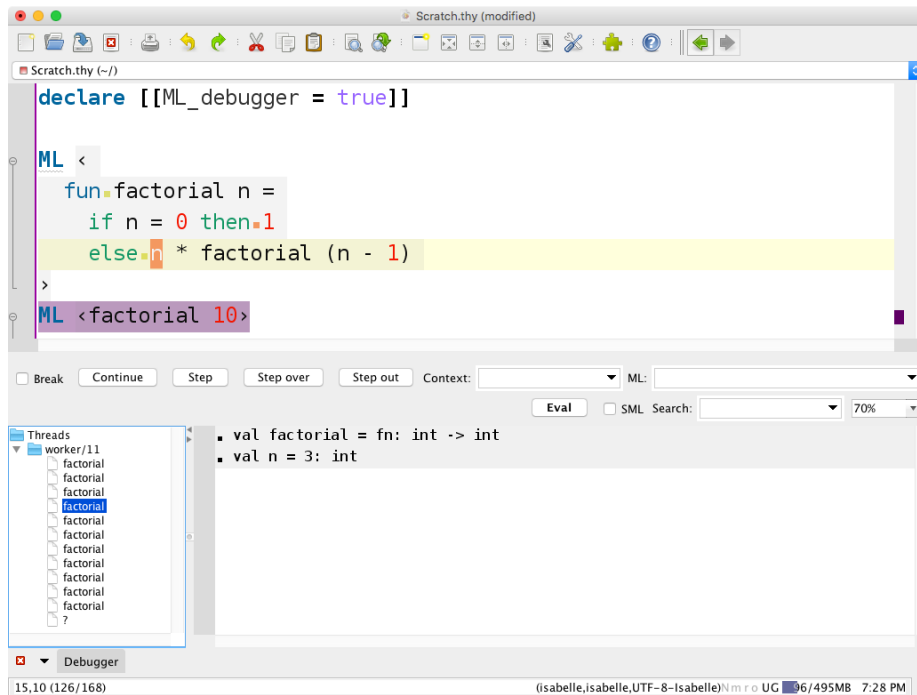 Scratch.thy (modified)
Scratch.thy (~/)
declare [[ML_debugger = true]]
ML ‹
fun factorial n =
if n = 0 then 1
else n * factorial (n - 1)
›
ML ‹factorial 10›
Break Continue Step Step over Step out Context: ML:
Eval SML Search: 70%
Threads
worker/11
factorial
factorial
factorial
factorial
factorial
factorial
factorial
factorial
factorial
factorial
factorial
?
val factorial = fn: int -> int
val n = 3: int
Debugger
15,10 (126/168) (isabelle,isabelle,UTF-8-Isabelle)N m r o UG 96/495MB 7:28 PM